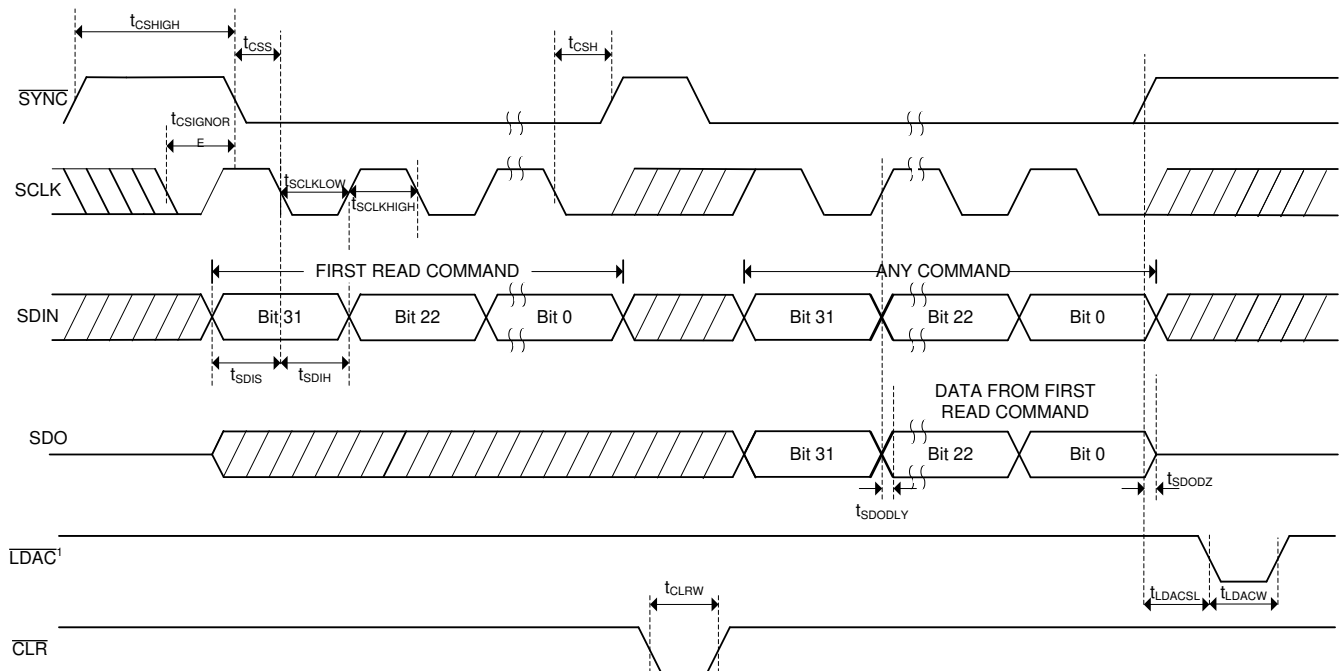 tCSHIGH
tCSS
tCSH
SYNC
tCSIGNOR
E
SCLK
tSCLKLOW
tSCLKHIGH
FIRST READ COMMAND
ANY COMMAND
SDIN
Bit 31
Bit 22
Bit 0
Bit 31
Bit 22
Bit 0
tSDIS
tSDIH
DATA FROM FIRST
READ COMMAND
SDO
Bit 31
Bit 22
Bit 0
tSDODLY
tSDODZ
LDAC1
tLDACSL
tLDACW
tCLRW
CLR